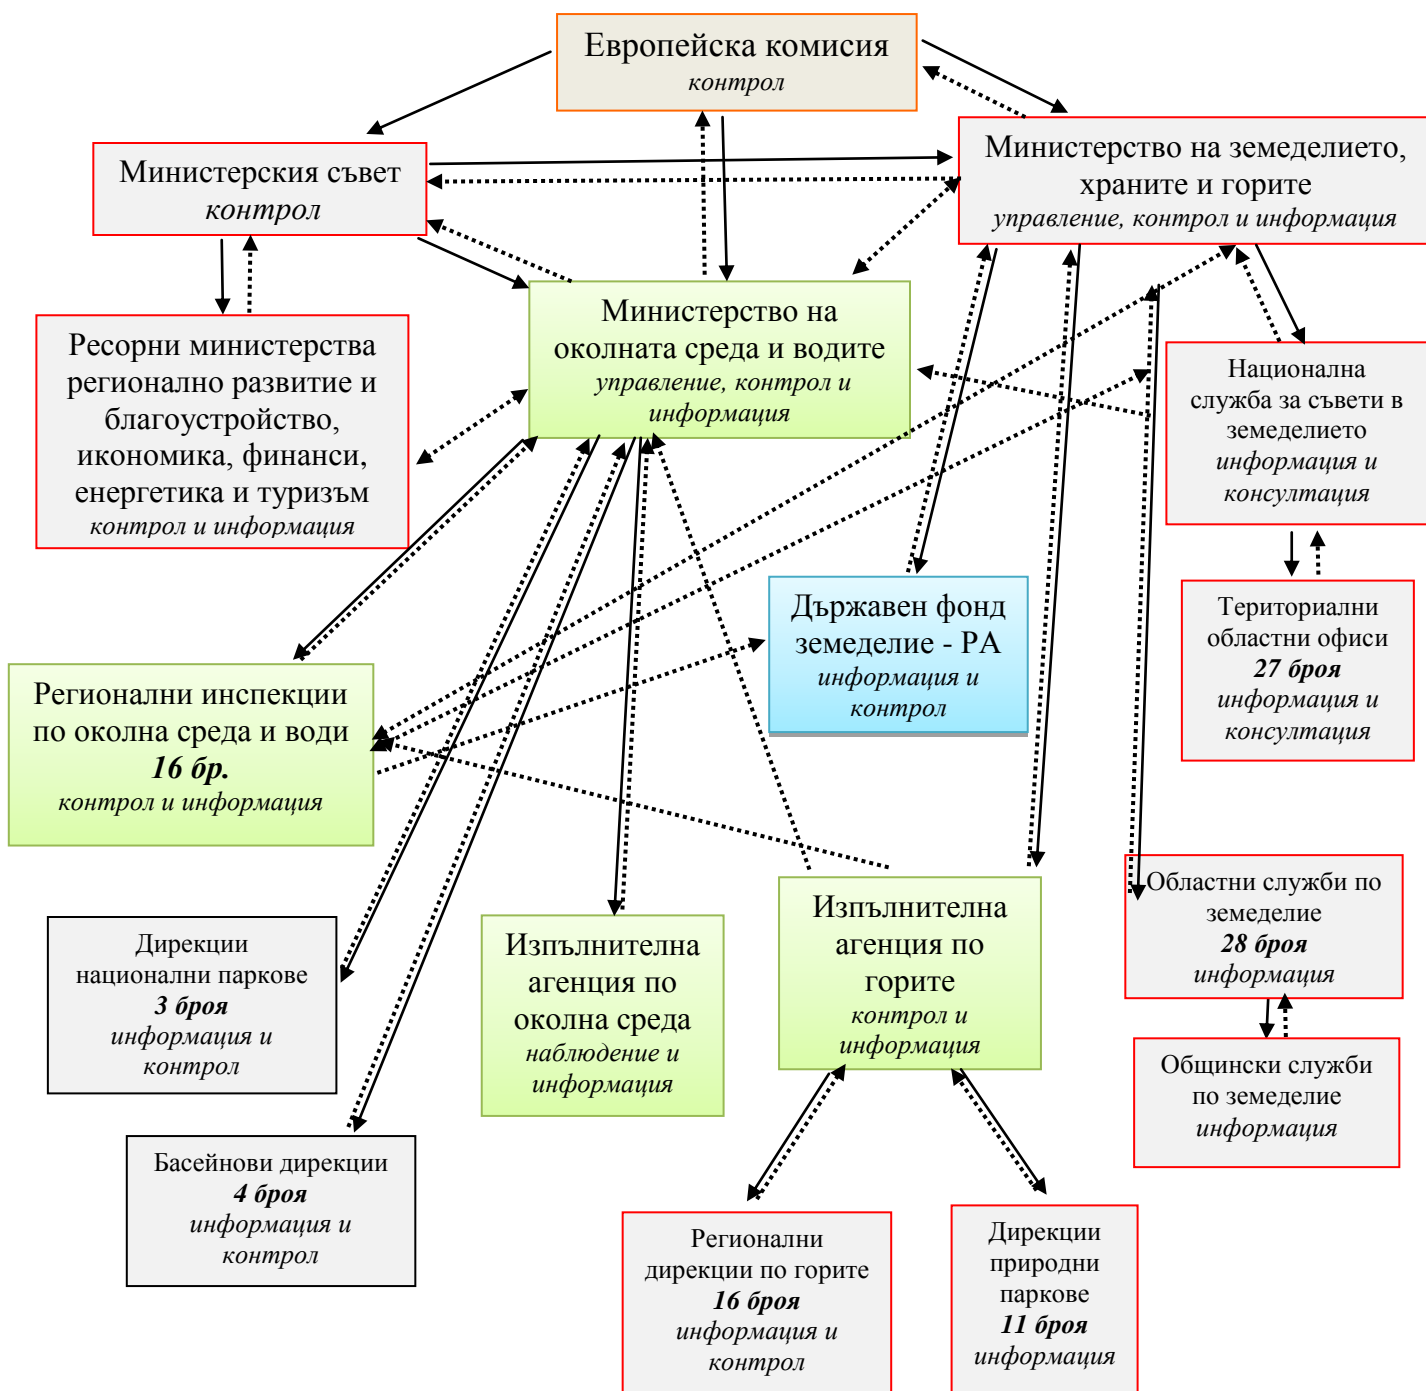 Европейска комисия
контрол
Министерския съвет
контрол
Министерство на земеделието,
храните и горите
управление, контрол и информация
Министерство на
околната среда и водите
управление, контрол и
информация
Ресорни министерства
регионално развитие и
благоустройство,
икономика, финанси,
енергетика и туризъм
контрол и информация
Национална
служба за съвети в
земеделието
информация и
консултация
Държавен фонд
земеделие - РА
информация и
контрол
Териториални
областни офиси
27 броя
информация и
консултация
Регионални инспекции
по околна среда и води
16 бр.
контрол и информация
Областни служби по
земеделие
28 броя
информация
Дирекции
национални паркове
3 броя
информация и
контрол
Изпълнителна
агенция по
околна среда
наблюдение и
информация
Изпълнителна
агенция по
горите
контрол и
информация
Общински служби
по земеделие
информация
Басейнови дирекции
4 броя
информация и
контрол
Регионални
дирекции по горите
16 броя
информация и
контрол
Дирекции
природни
паркове
11 броя
информация